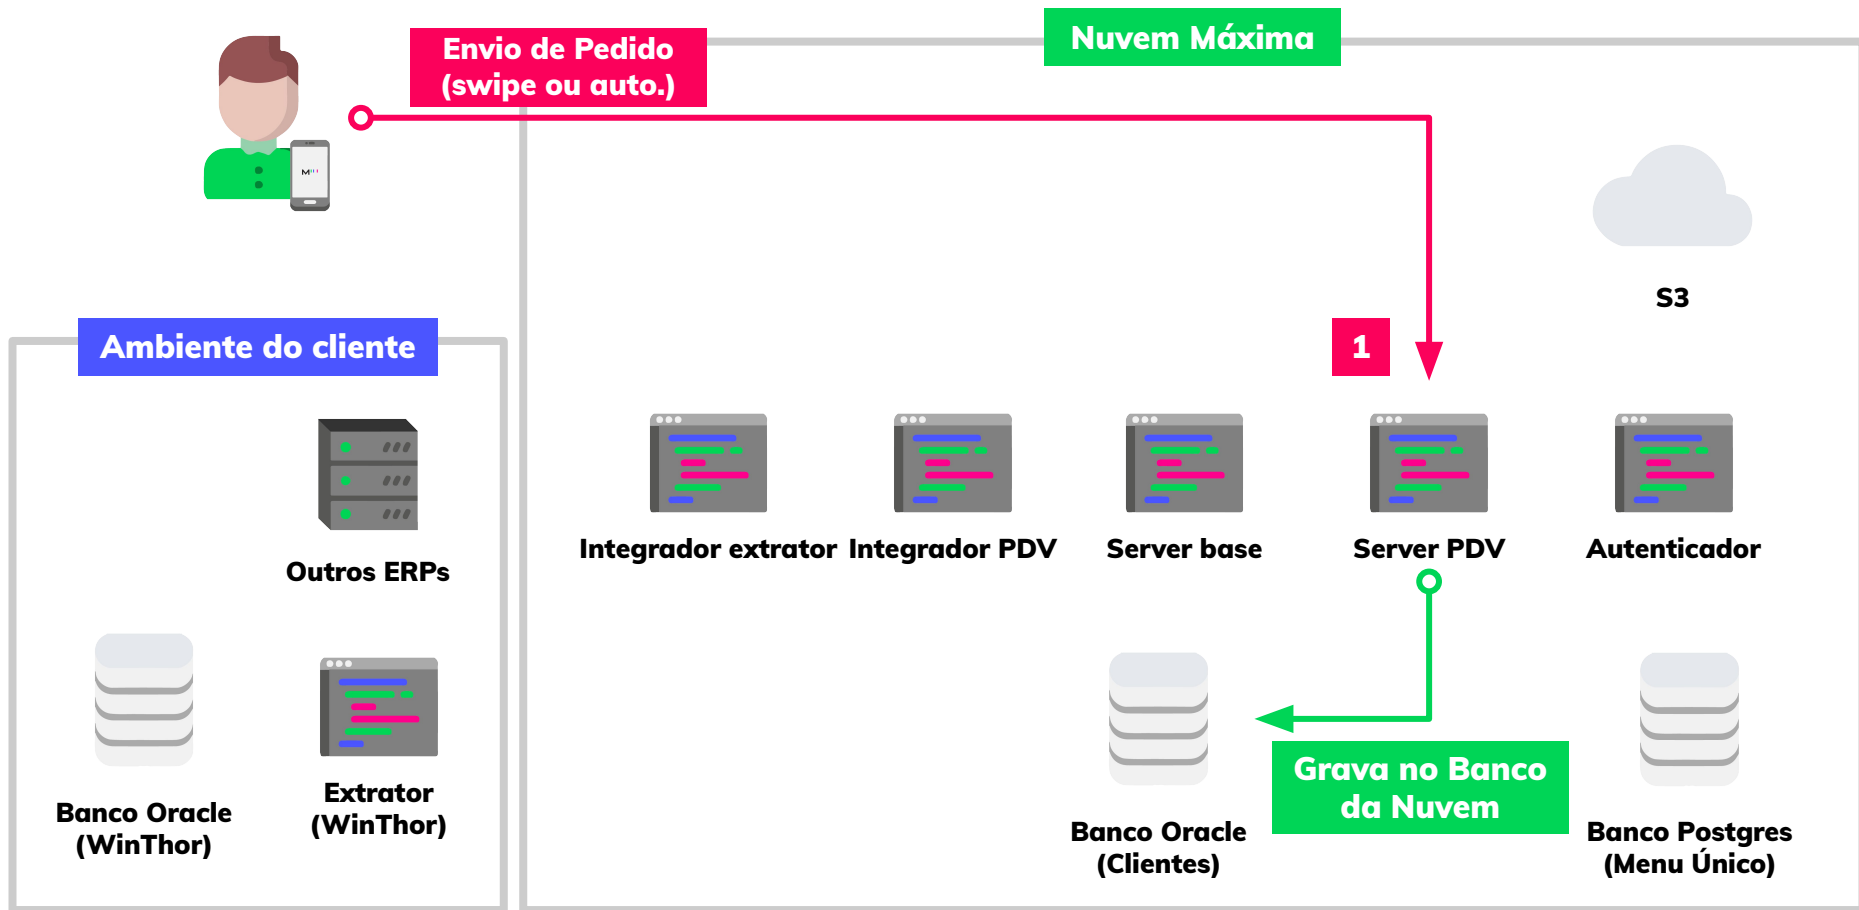 Envio de Pedido
(swipe ou auto.)
Nuvem Máxima
M
S3
Ambiente do cliente
1
Outros ERPs
Integrador extrator
Integrador PDV
Server base
Server PDV
Autenticador
Banco Oracle
(WinThor)
Extrator
(WinThor)
Grava no Banco
da Nuvem
Banco Oracle
(Clientes)
Banco Postgres
(Menu Único)